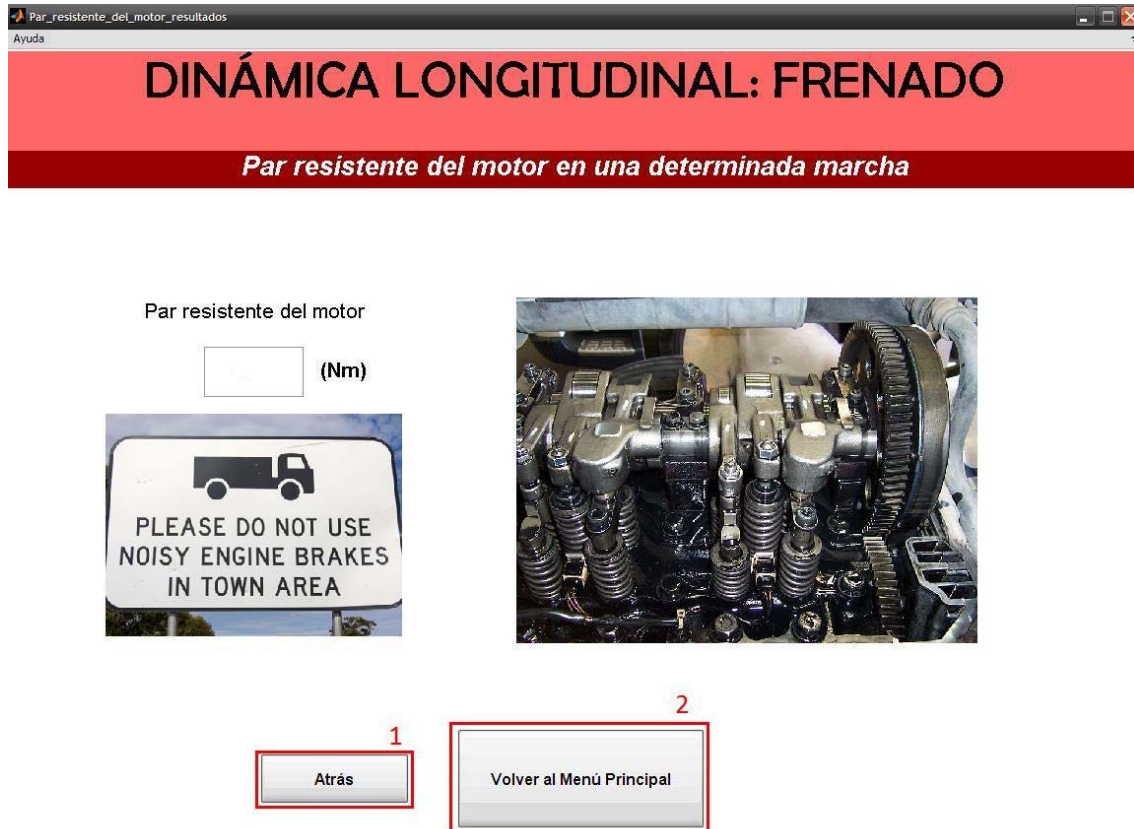 Par_resistente_del_motor_resultados
Ayuda
DINÁMICA LONGITUDINAL: FRENADO
Par resistente del motor en una determinada marcha
Par resistente del motor
(Nm)
PLEASE DO NOT USE
NOISY ENGINE BRAKES
IN TOWN AREA
1
Atrás
2
Volver al Menú Principal